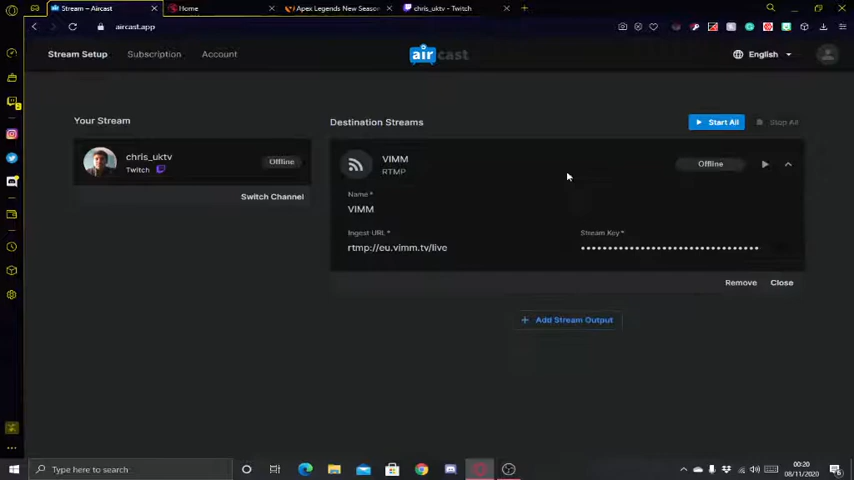 Stream – Aircast
Home
Apex Legends New Season
chris_uktv - Twitch
aircast.app
Stream Setup
Subscription
Account
aircast
English
Your Stream
Destination Streams
Start All
Stop All
chris_uktv
Twitch
Offline
Switch Channel
VIMM
RTMP
Offline
Name *
VIMM
Ingest URL *
rtmp://eu.vimm.tv/live
Stream Key *
••••••••••••••••••••••••••••••••••••
Remove
Close
+ Add Stream Output
Type here to search
00:20
08/11/2020